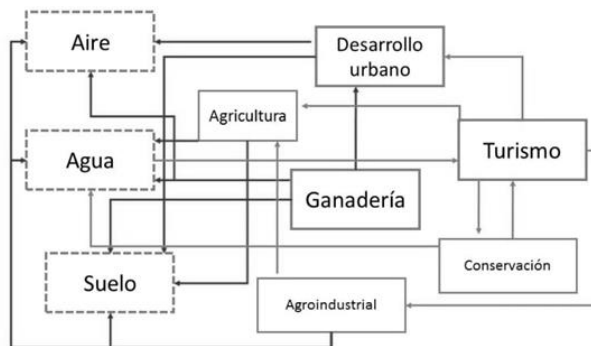 Aire
Desarrollo
urbano
Agricultura
Agua
Turismo
Ganadería
Conservación
Suelo
Agroindustrial